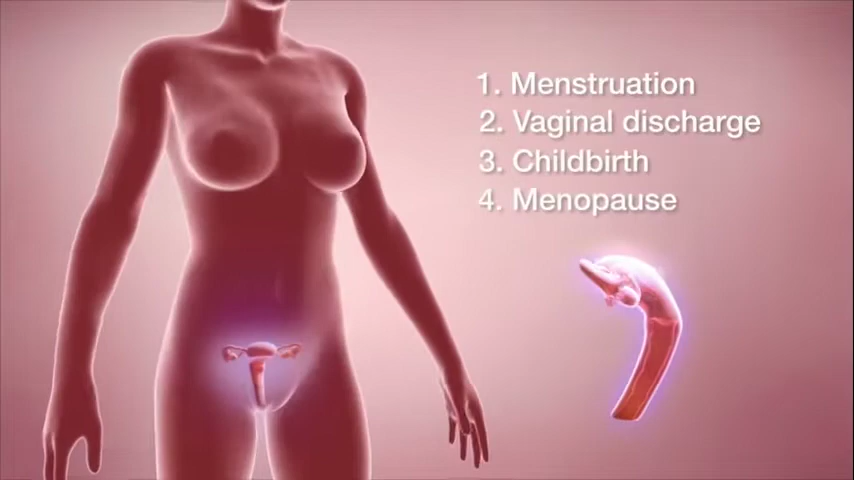 1. Menstruation
2. Vaginal discharge
3. Childbirth
4. Menopause